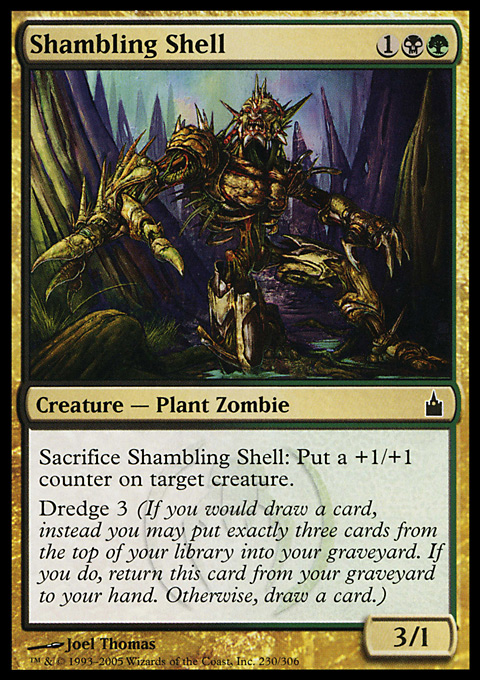 Shambling Shell 1
Creature — Plant Zombie
Sacrifice Shambling Shell: Put a +1/+1
counter on target creature.
Dredge 3 (If you would draw a card,
instead you may put exactly three cards from
the top of your library into your graveyard. If
you do, return this card from your graveyard
to your hand. Otherwise, draw a card.)
Joel Thomas
3/1
™ & © 1993–2005 Wizards of the Coast, Inc. 230/306